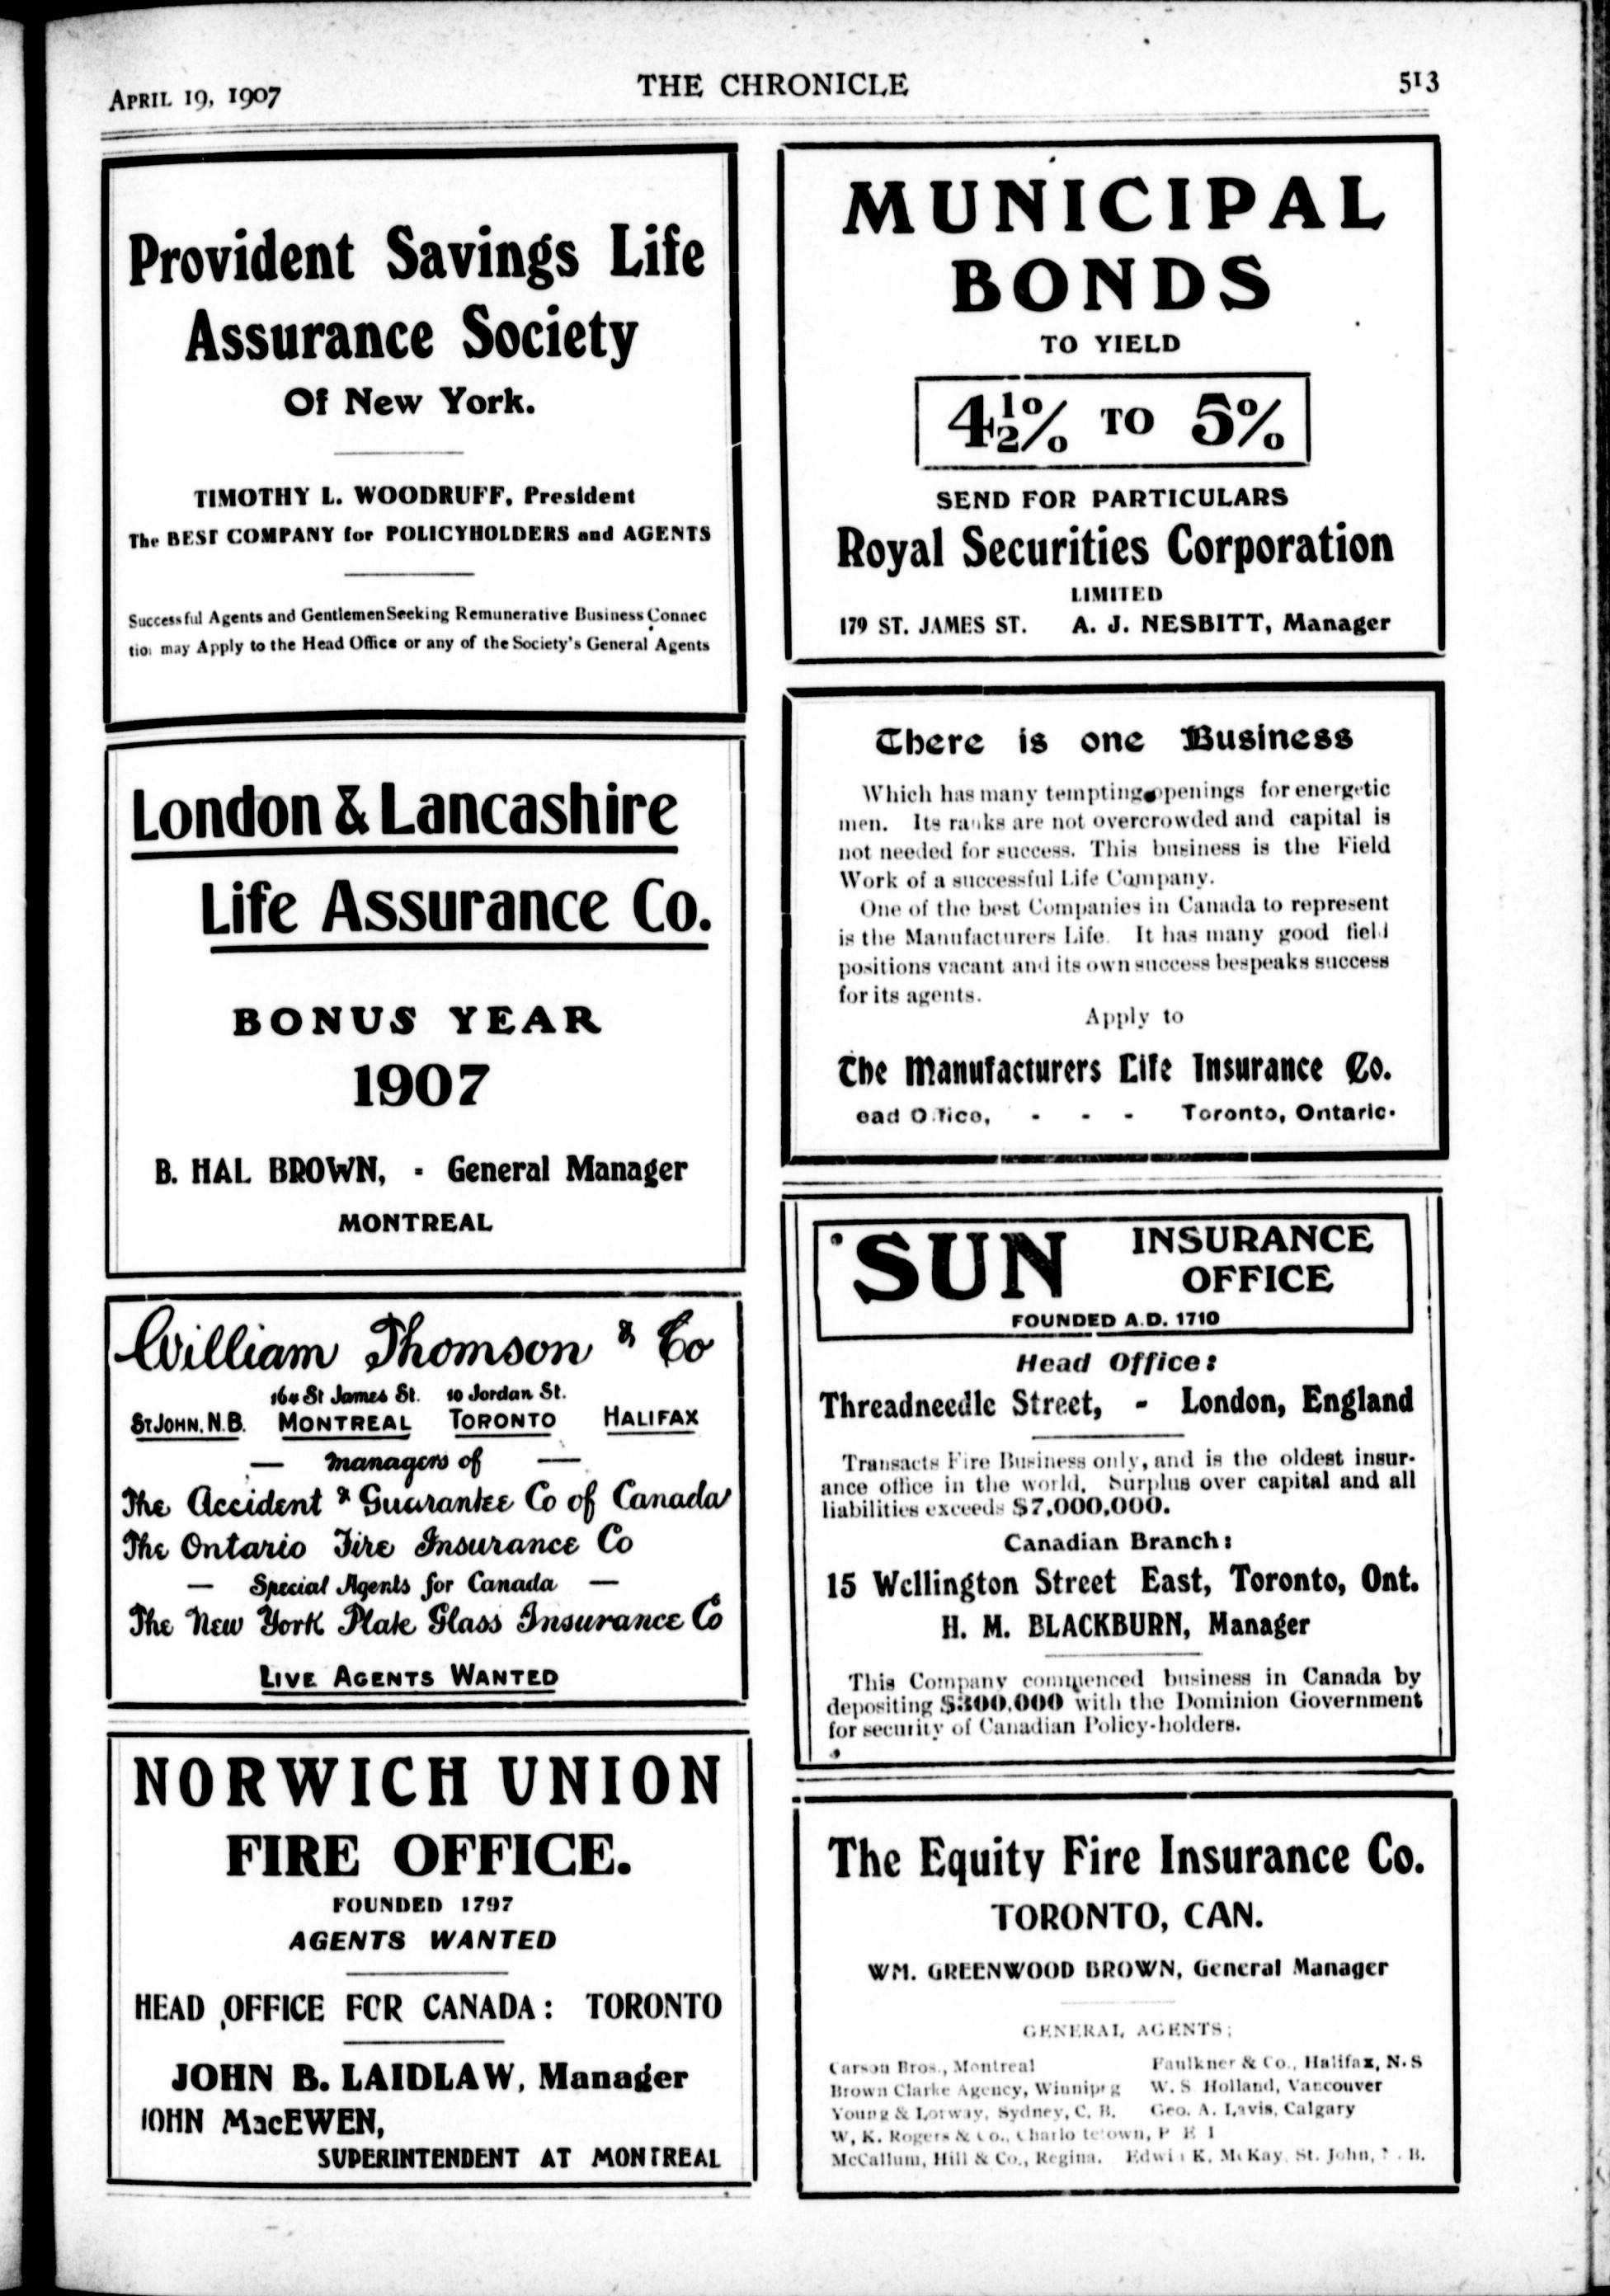 APRIL 19, 1907
THE CHRONICLE
513
Provident Savings Life
Assurance Society
Of New York.
TIMOTHY L. WOODRUFF, President
The BEST COMPANY for POLICYHOLDERS and AGENTS
Successful Agents and Gentlemen Seeking Remunerative Business Connec
tio. may Apply to the Head Office or any of the Society's General Agents
London & Lancashire
Life Assurance Co.
BONUS YEAR
1907
B. HAL BROWN, - General Manager
MONTREAL
William Thomson & Co
164 St James St. 10 Jordan St.
ST JOHN, N.B. MONTREAL TORONTO HALIFAX
— managers of —
The Accident & Guarantee Co of Canada
The Ontario Fire Insurance Co
— Special Agents for Canada —
The New York Plate Glass Insurance Co
LIVE AGENTS WANTED
NORWICH UNION
FIRE OFFICE.
FOUNDED 1797
AGENTS WANTED
HEAD OFFICE FOR CANADA: TORONTO
JOHN B. LAIDLAW, Manager
JOHN MacEWEN,
SUPERINTENDENT AT MONTREAL
MUNICIPAL
BONDS
TO YIELD
4½% TO 5%
SEND FOR PARTICULARS
Royal Securities Corporation
LIMITED
179 ST. JAMES ST. A. J. NESBITT, Manager
There is one Business
Which has many tempting openings for energetic
men. Its ranks are not overcrowded and capital is
not needed for success. This business is the Field
Work of a successful Life Company.
One of the best Companies in Canada to represent
is the Manufacturers Life. It has many good field
positions vacant and its own success bespeaks success
for its agents.
Apply to
The Manufacturers Life Insurance Co.
ead Office, - - - Toronto, Ontario.
SUN INSURANCE
OFFICE
FOUNDED A.D. 1710
Head Office:
Threadneedle Street, - London, England
Transacts Fire Business only, and is the oldest insur-
ance office in the world. Surplus over capital and all
liabilities exceeds $7,000,000.
Canadian Branch:
15 Wellington Street East, Toronto, Ont.
H. M. BLACKBURN, Manager
This Company commenced business in Canada by
depositing $300,000 with the Dominion Government
for security of Canadian Policy-holders.
The Equity Fire Insurance Co.
TORONTO, CAN.
WM. GREENWOOD BROWN, General Manager
GENERAL AGENTS;
Carson Bros., Montreal Faulkner & Co., Halifax, N.S
Brown Clarke Agency, Winnipeg W. S Holland, Vancouver
Young & Lorway, Sydney, C. B. Geo. A. Lavis, Calgary
W, K. Rogers & Co., Charlottetown, P E I
McCallum, Hill & Co., Regina. Edwin K. McKay, St. John, N. B.